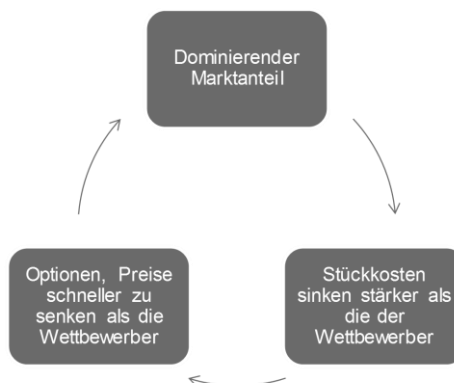 Dominierender
Marktanteil
Optionen, Preise
schneller zu
senken als die
Wettbewerber
Stückkosten
sinken stärker als
die der
Wettbewerber